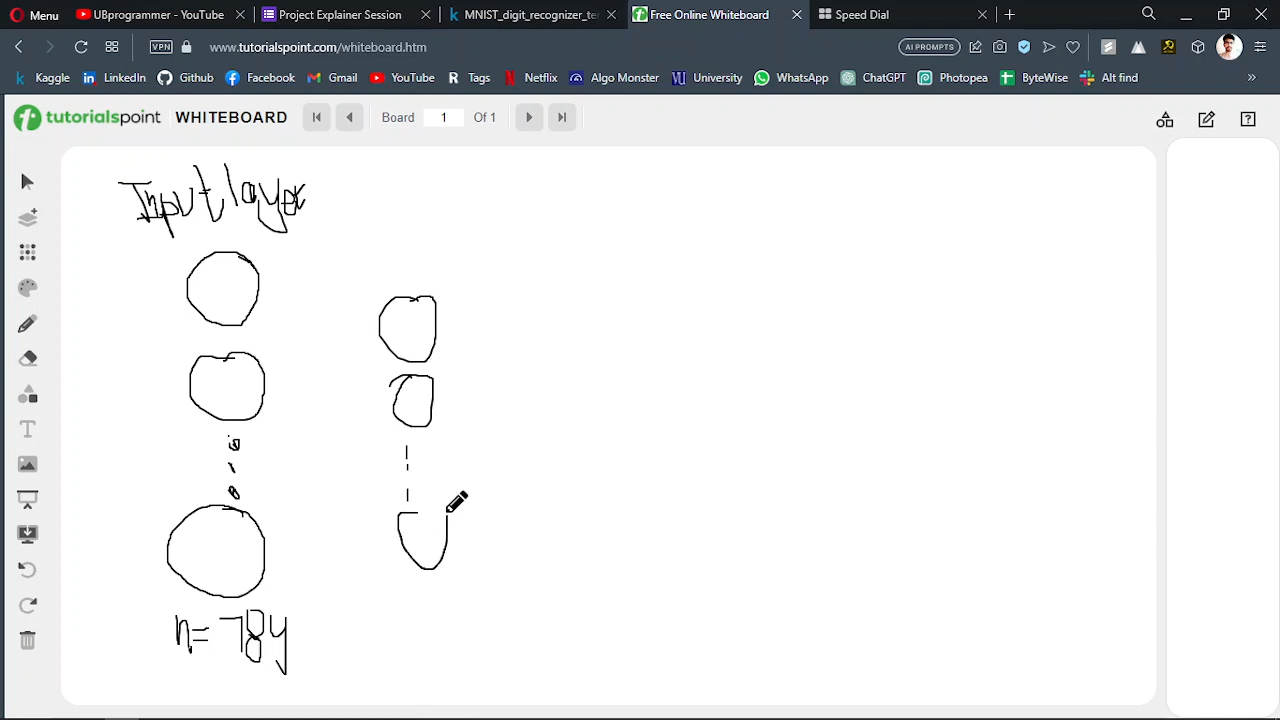 Menu
UBprogrammer - YouTube
Project Explainer Session
MNIST_digit_recognizer_te
Free Online Whiteboard
Speed Dial
VPN
www.tutorialspoint.com/whiteboard.htm
AI PROMPTS
Kaggle
LinkedIn
Github
Facebook
Gmail
YouTube
Tags
Netflix
Algo Monster
University
WhatsApp
ChatGPT
Photopea
ByteWise
Alt find
tutorialspoint WHITEBOARD
Board 1 Of 1
Input layer
n=784